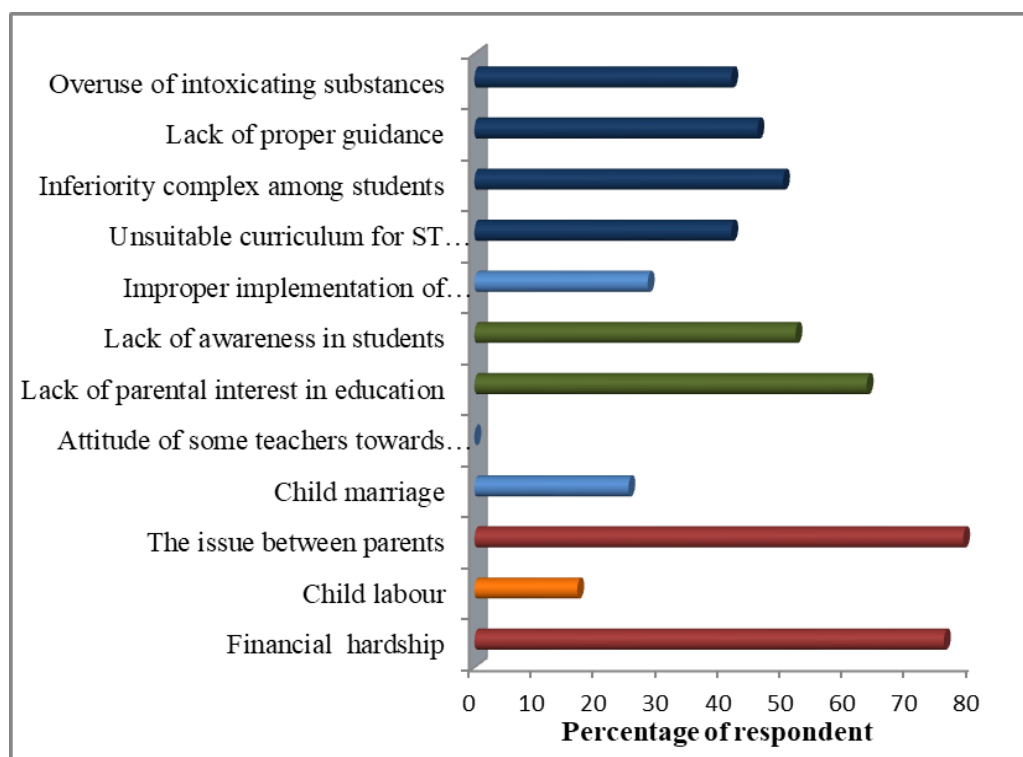 Overuse of intoxicating substances
Lack of proper guidance
Inferiority complex among students
Unsuitable curriculum for ST…
Improper implementation of…
Lack of awareness in students
Lack of parental interest in education
Attitude of some teachers towards…
Child marriage
The issue between parents
Child labour
Financial hardship
0 10 20 30 40 50 60 70 80
Percentage of respondent